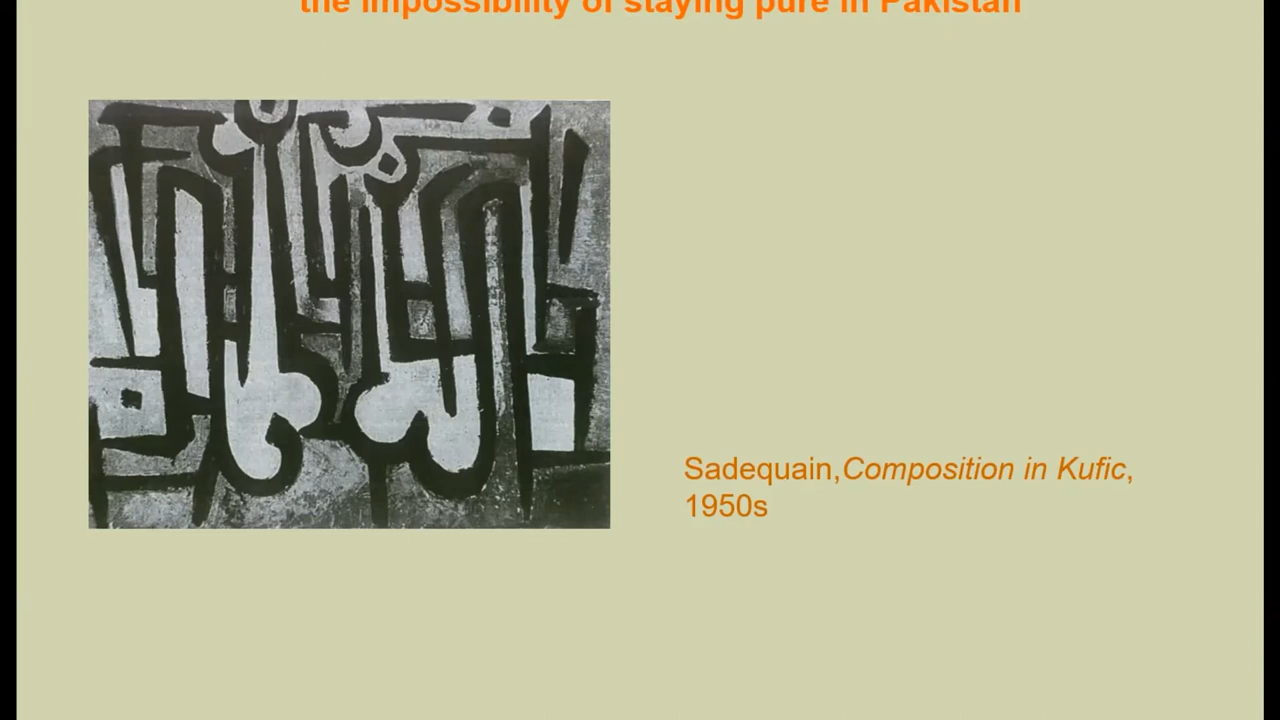 the impossibility of staying pure in Pakistan
Sadequain,Composition in Kufic,
1950s